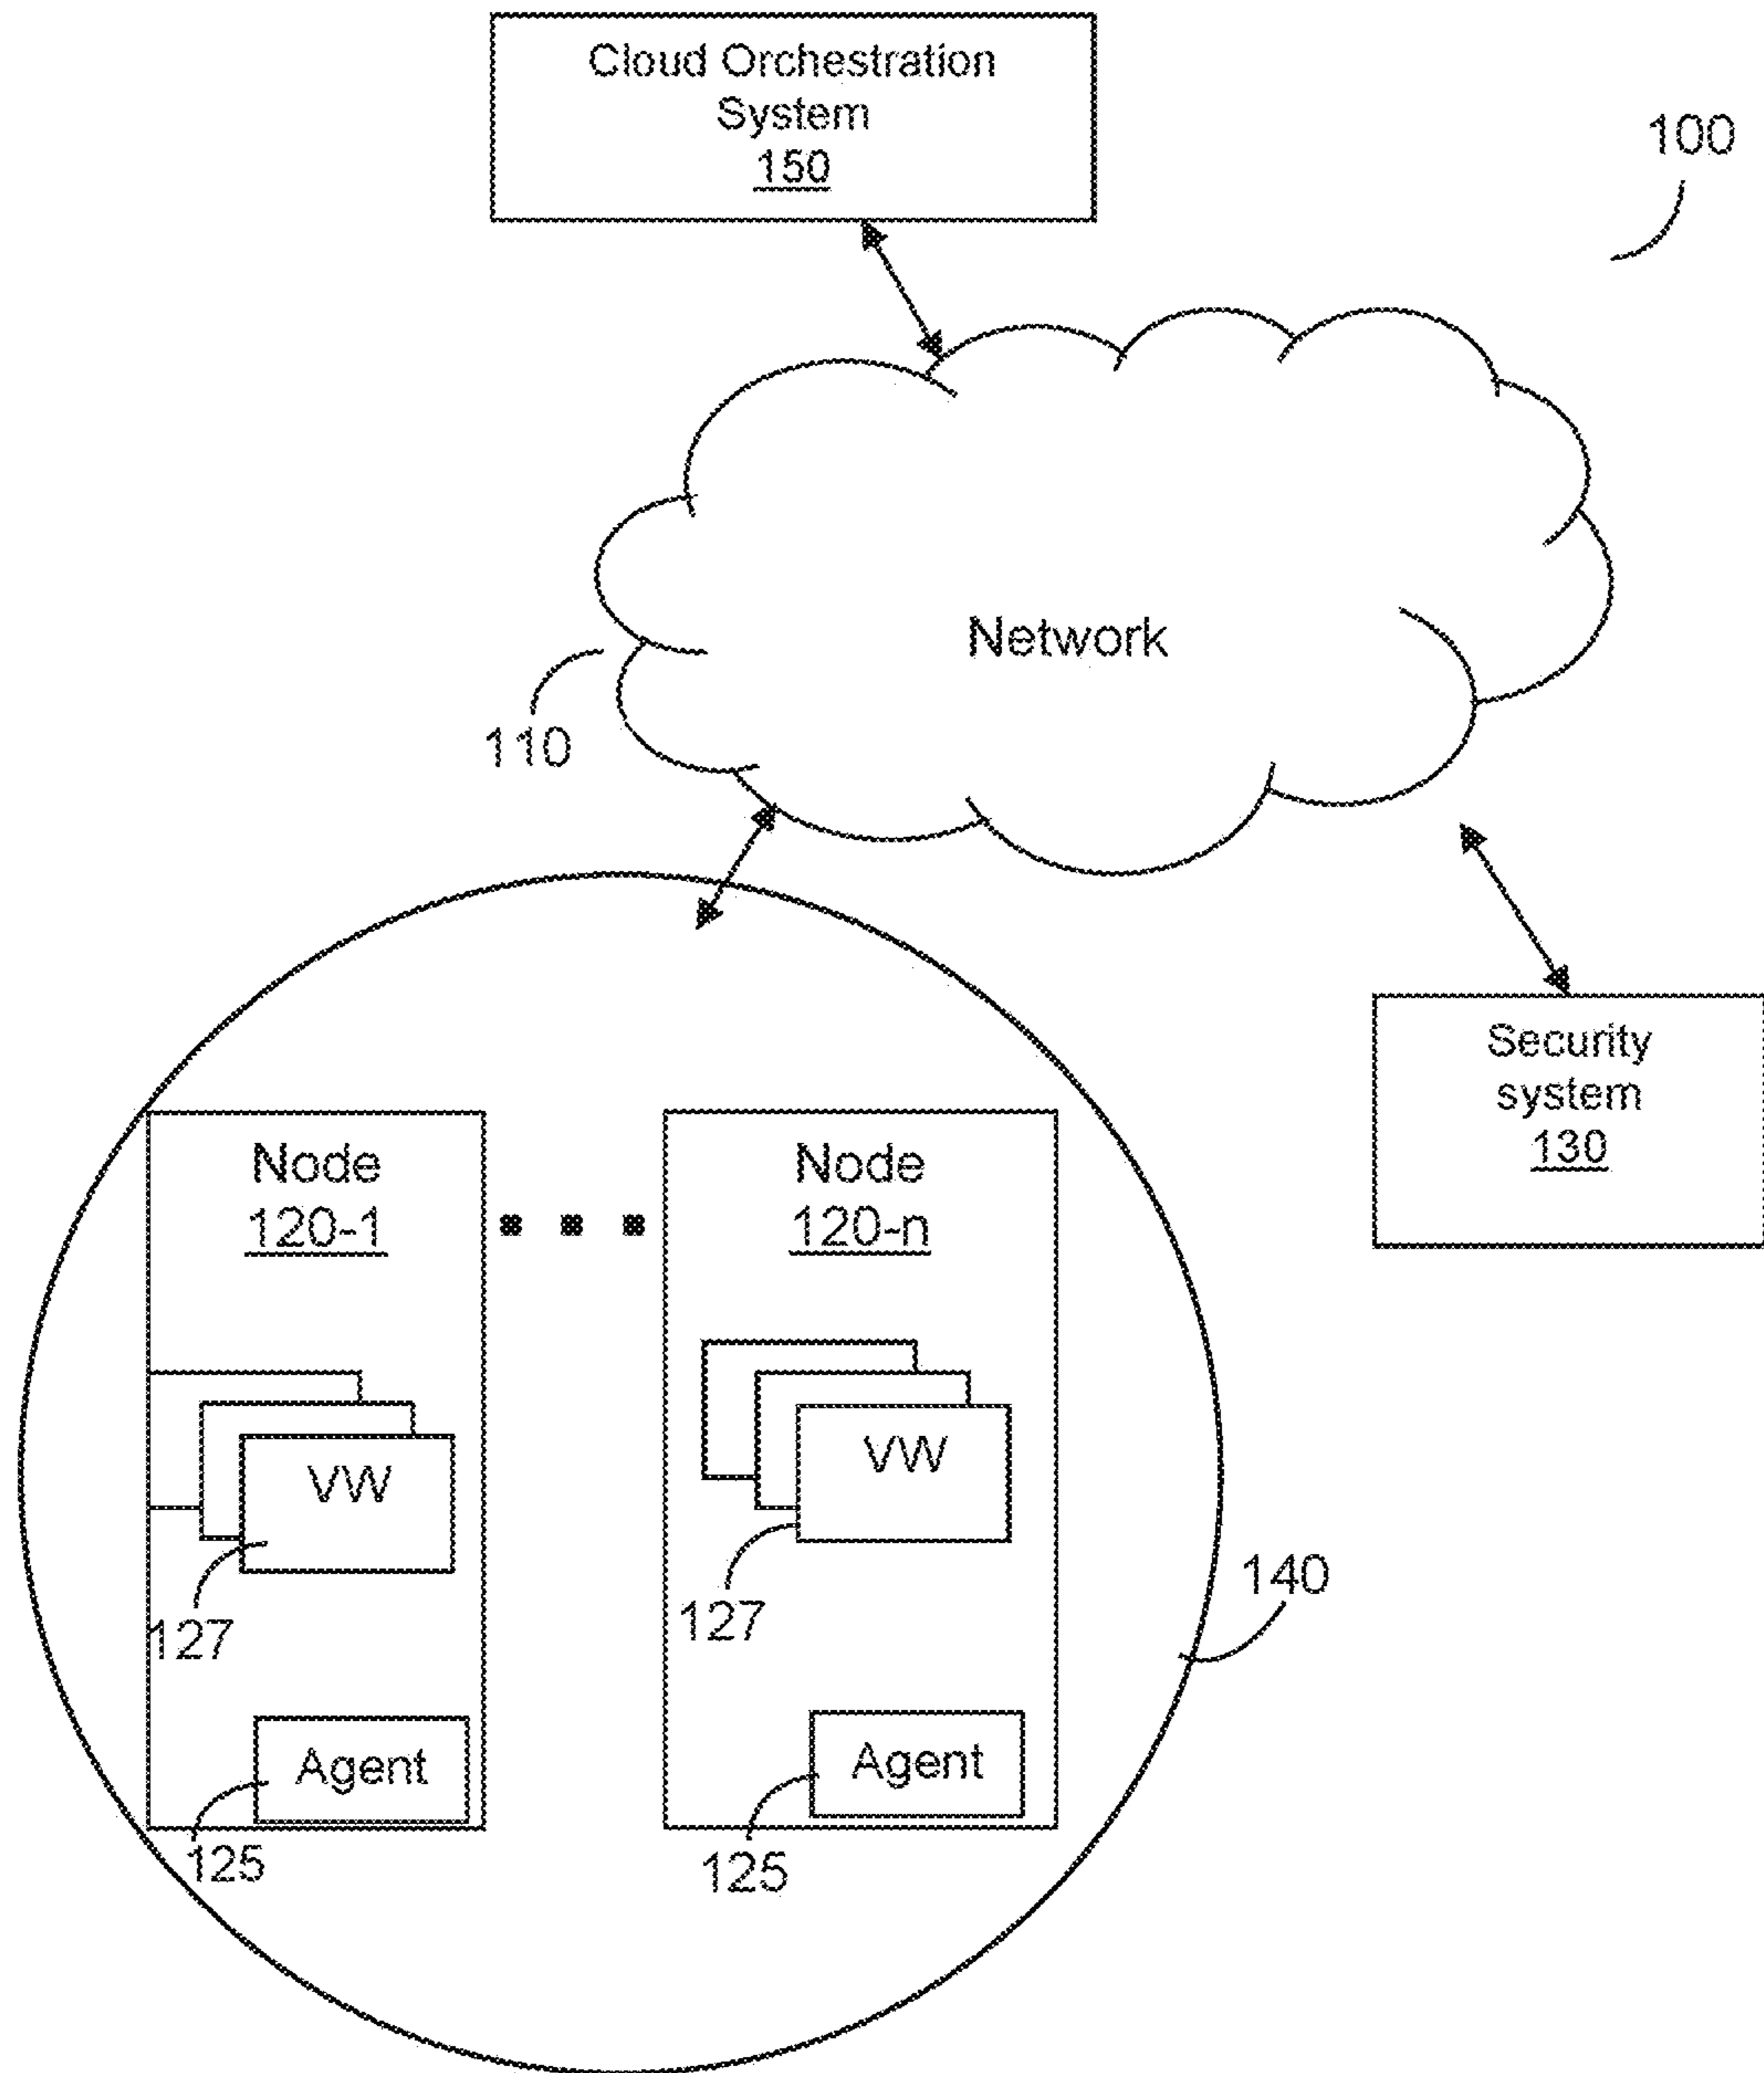 Cloud Orchestration
System
150
100
Network
110
Security
system
130
Node
120-1
Node
120-n
VW
127
VW
127
140
Agent
125
Agent
125